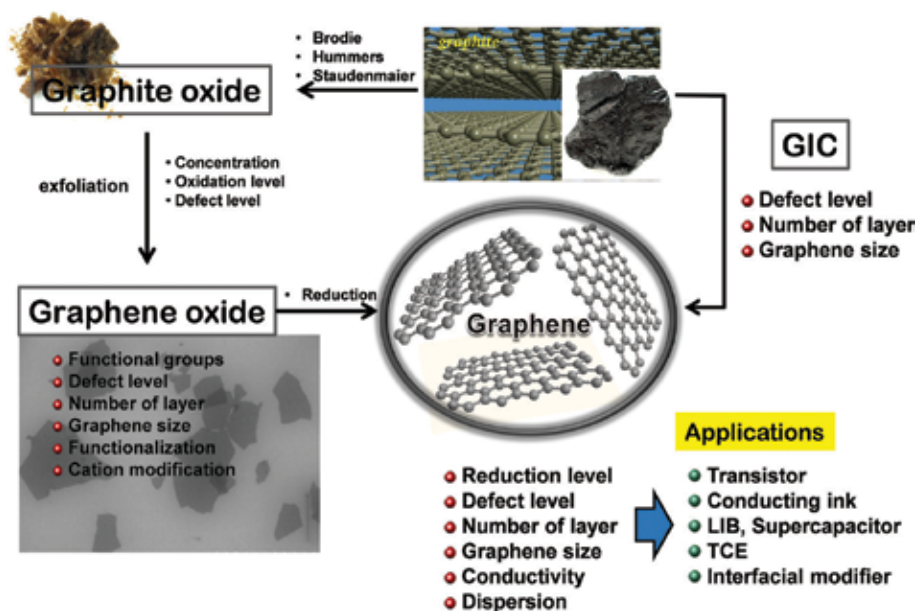 • Brodie
• Hummers
• Staudenmaier
graphite
Graphite oxide
GIC
exfoliation
• Concentration
• Oxidation level
• Defect level
Defect level
Number of layer
Graphene size
Graphene oxide
• Reduction
Graphene
Functional groups
Defect level
Number of layer
Graphene size
Functionalization
Cation modification
Applications
Reduction level
Defect level
Number of layer
Graphene size
Conductivity
Dispersion
Transistor
Conducting ink
LIB, Supercapacitor
TCE
Interfacial modifier